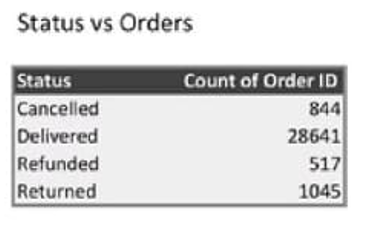 Status vs Orders
Status Count of Order ID
Cancelled 844
Delivered 28641
Refunded 517
Returned 1045